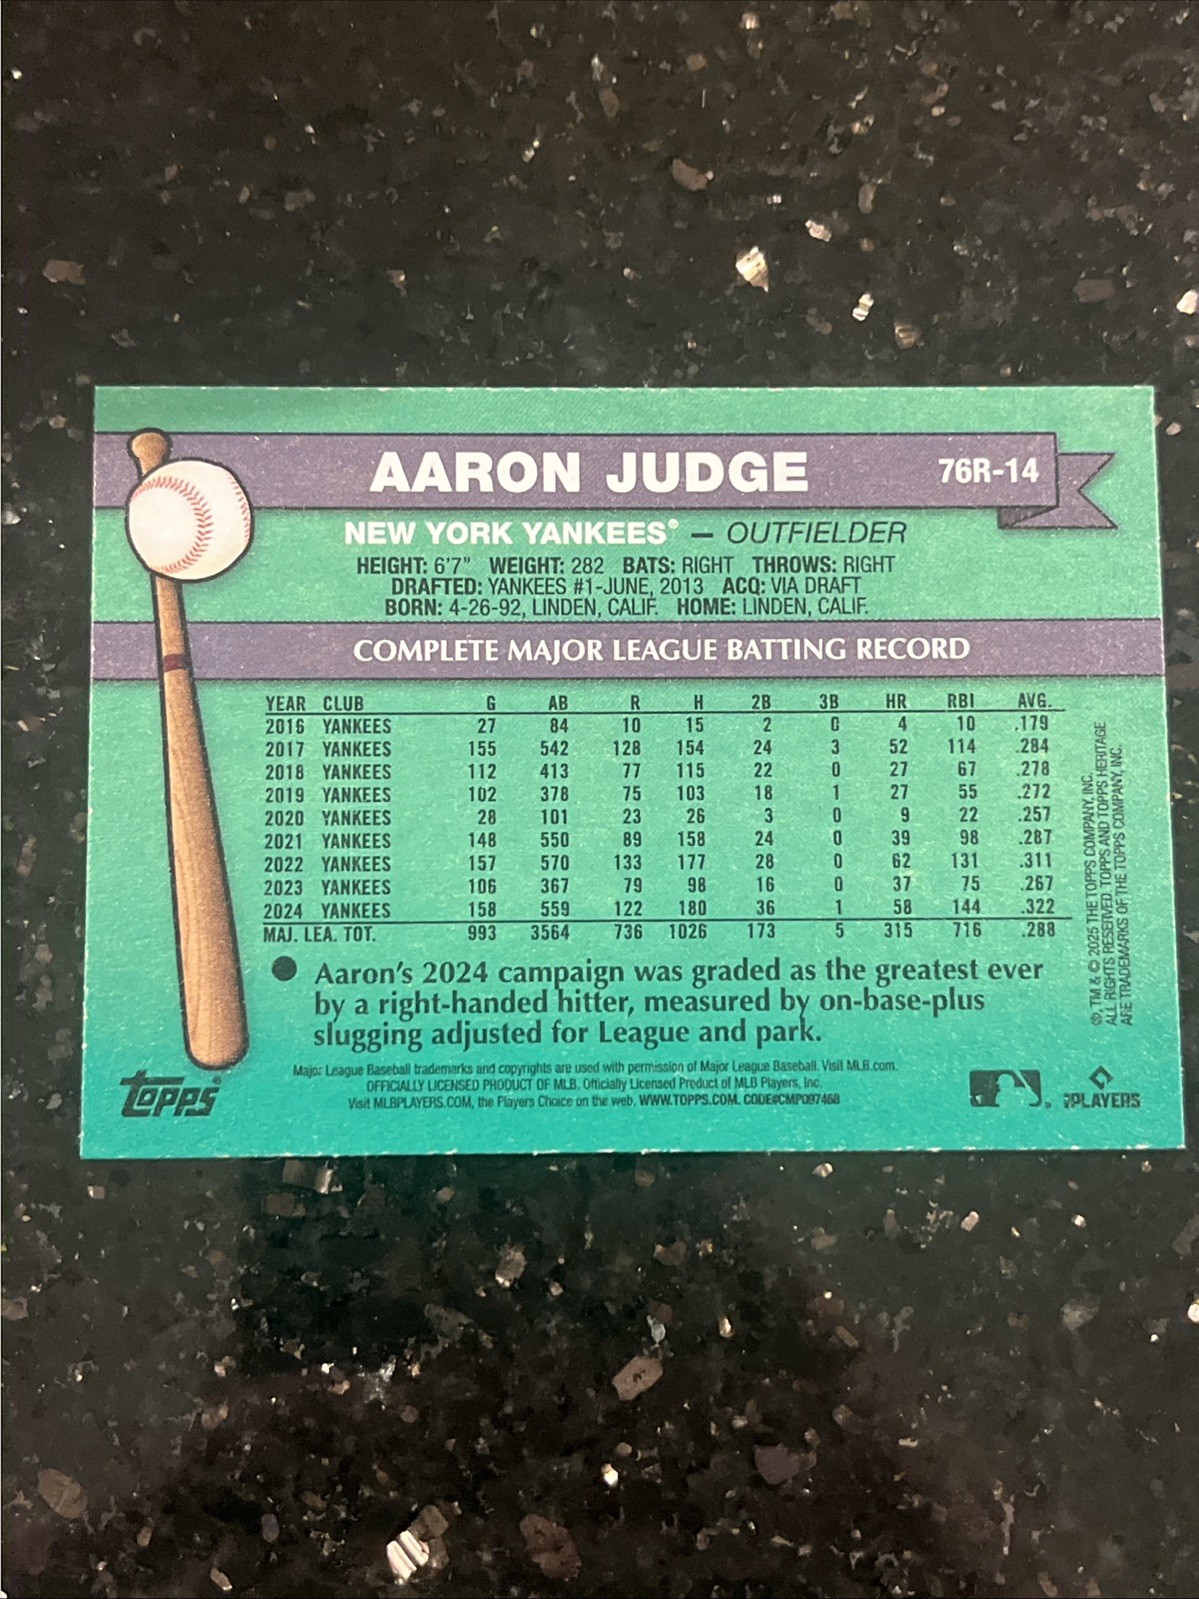 AARON JUDGE 76R-14
NEW YORK YANKEES® — OUTFIELDER
HEIGHT: 6'7" WEIGHT: 282 BATS: RIGHT THROWS: RIGHT
DRAFTED: YANKEES #1-JUNE, 2013 ACQ: VIA DRAFT
BORN: 4-26-92, LINDEN, CALIF. HOME: LINDEN, CALIF.
COMPLETE MAJOR LEAGUE BATTING RECORD
YEAR CLUB G AB R H 2B 3B HR RBI AVG.
2016 YANKEES 27 84 10 15 2 0 4 10 .179
2017 YANKEES 155 542 128 154 24 3 52 114 .284
2018 YANKEES 112 413 77 115 22 0 27 67 .278
2019 YANKEES 102 378 75 103 18 1 27 55 .272
2020 YANKEES 28 101 23 26 3 0 9 22 .257
2021 YANKEES 148 550 89 158 24 0 39 98 .287
2022 YANKEES 157 570 133 177 28 0 62 131 .311
2023 YANKEES 106 367 79 98 16 0 37 75 .267
2024 YANKEES 158 559 122 180 36 1 58 144 .322
MAJ. LEA. TOT. 993 3564 736 1026 173 5 315 716 .288
● Aaron's 2024 campaign was graded as the greatest ever
by a right-handed hitter, measured by on-base-plus
slugging adjusted for League and park.
Major League Baseball trademarks and copyrights are used with permission of Major League Baseball. Visit MLB.com.
OFFICIALLY LICENSED PRODUCT OF MLB. Officially Licensed Product of MLB Players, Inc.
Visit MLBPLAYERS.COM, the Players Choice on the web. WWW.TOPPS.COM. CODE#CMP097468
TOPPS®
PLAYERS
®, TM & © 2025 THE TOPPS COMPANY, INC.
ALL RIGHTS RESERVED. TOPPS AND TOPPS HERITAGE
ARE TRADEMARKS OF THE TOPPS COMPANY, INC.